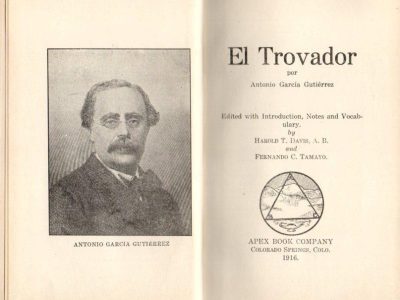 ANTONIO GARCÍA GUTIÉRREZ
El Trovador
por
Antonio García Gutiérrez
Edited with Introduction, Notes and Vocab-
ulary.
by
HAROLD T. DAVIS, A. B.
and
FERNANDO C. TAMAYO.
APEX BOOK COMPANY
COLORADO SPRINGS, COLO.
1916.